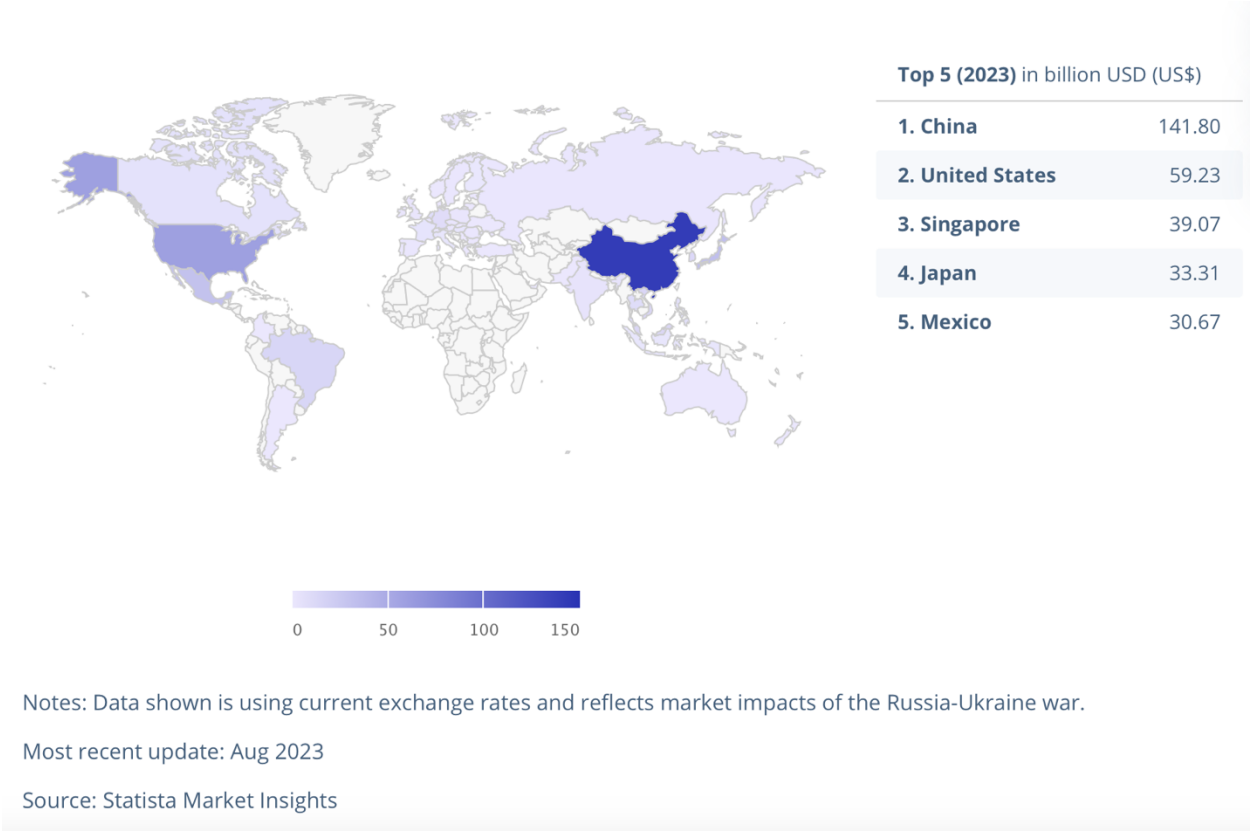 Top 5 (2023) in billion USD (US$)
1. China 141.80
2. United States 59.23
3. Singapore 39.07
4. Japan 33.31
5. Mexico 30.67
0 50 100 150
Notes: Data shown is using current exchange rates and reflects market impacts of the Russia-Ukraine war.
Most recent update: Aug 2023
Source: Statista Market Insights